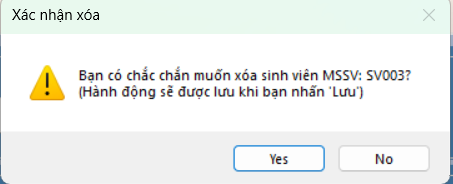 Xác nhận xóa
Bạn có chắc chắn muốn xóa sinh viên MSSV: SV003?
(Hành động sẽ được lưu khi bạn nhấn 'Lưu')
Yes
No